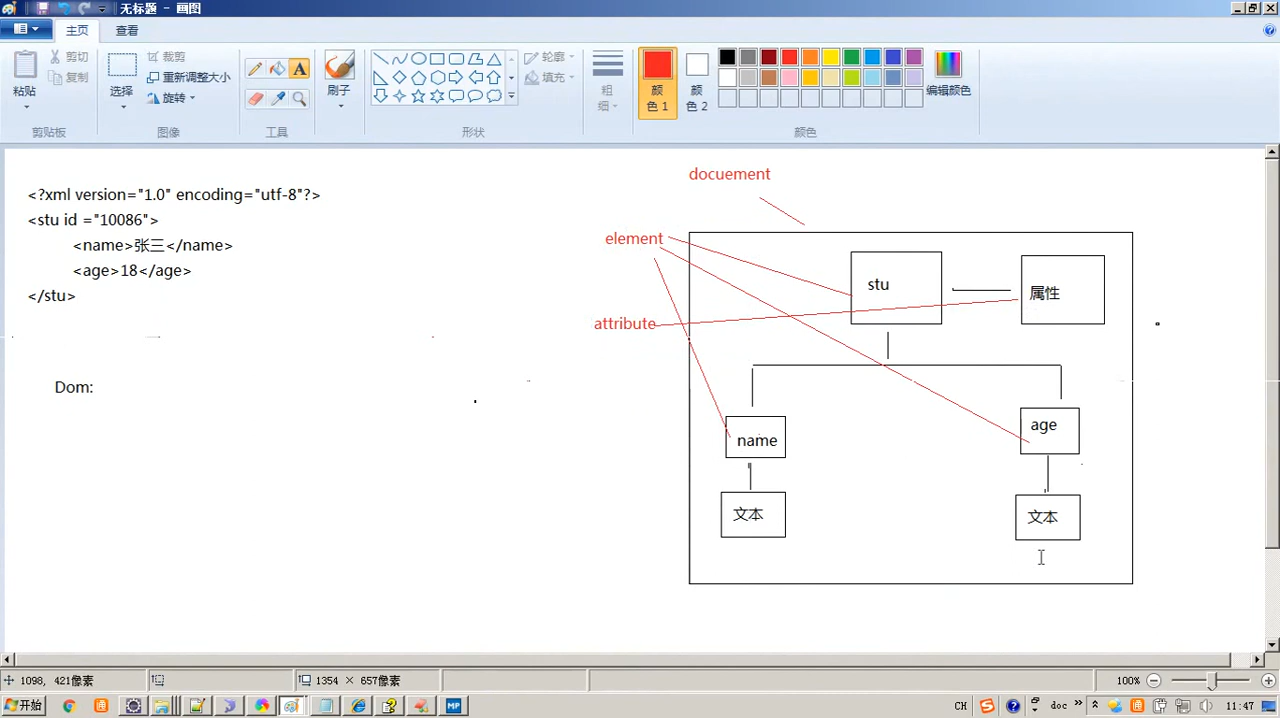 无标题 - 画图
主页
查看
粘贴
剪切
复制
剪贴板
选择
裁剪
重新调整大小
旋转
图像
A
工具
刷子
形状
轮廓
填充
粗细
颜色 1
颜色 2
编辑颜色
颜色
<?xml version="1.0" encoding="utf-8"?>
<stu id ="10086">
<name>张三</name>
<age>18</age>
</stu>
Dom:
docuement
element
attribute
stu
属性
name
age
文本
文本
1098, 421像素
1354 × 657像素
100%
开始
MP
CH
doc
11:47